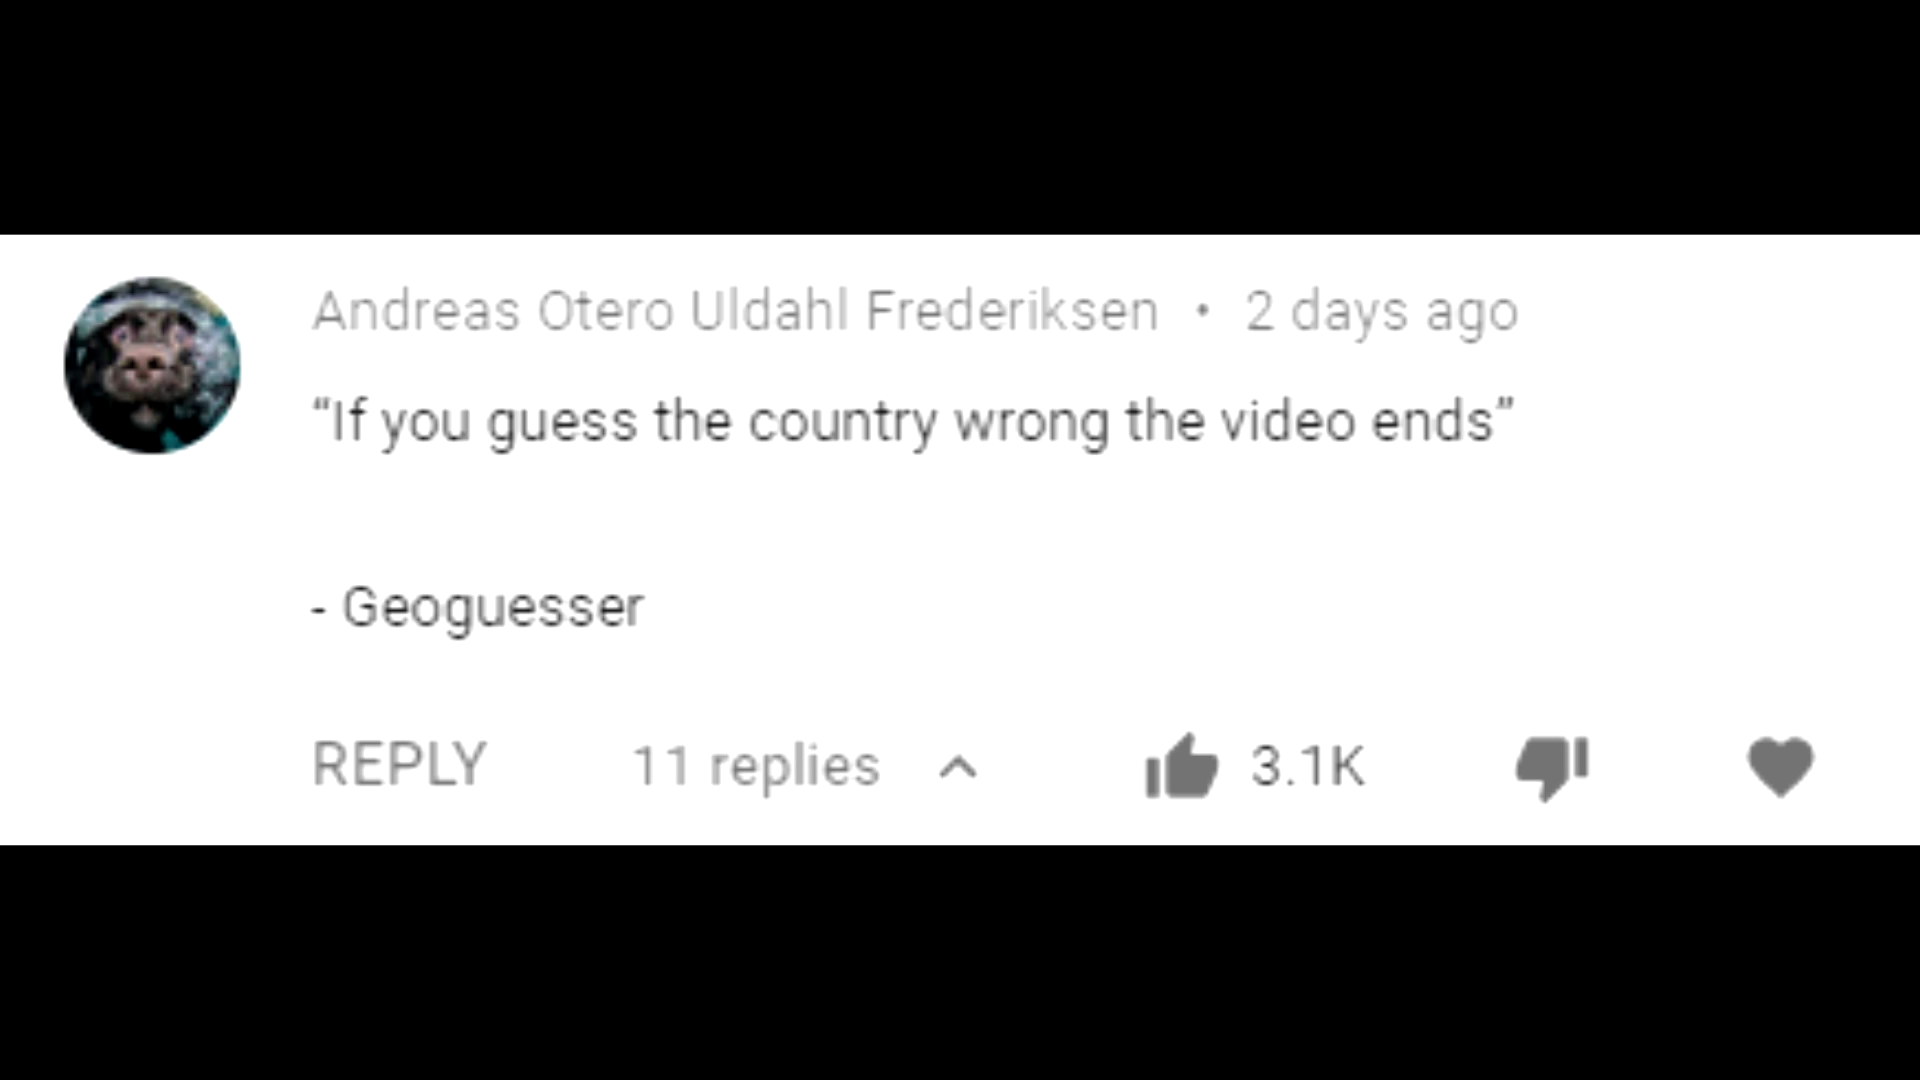 Andreas Otero Uldahl Frederiksen • 2 days ago
“If you guess the country wrong the video ends”
- Geoguesser
REPLY 11 replies 3.1K